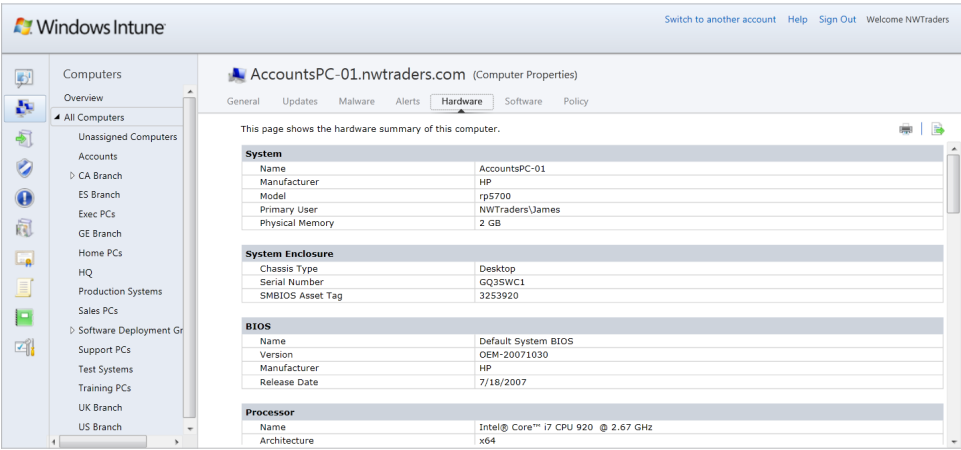 Windows Intune
Switch to another account Help Sign Out Welcome NWTraders
Computers
Overview
All Computers
Unassigned Computers
Accounts
CA Branch
ES Branch
Exec PCs
GE Branch
Home PCs
HQ
Production Systems
Sales PCs
Software Deployment Gr
Support PCs
Test Systems
Training PCs
UK Branch
US Branch
AccountsPC-01.nwtraders.com (Computer Properties)
General Updates Malware Alerts Hardware Software Policy
This page shows the hardware summary of this computer.
System
Name AccountsPC-01
Manufacturer HP
Model rp5700
Primary User NWTraders\James
Physical Memory 2 GB
System Enclosure
Chassis Type Desktop
Serial Number GQ3SWC1
SMBIOS Asset Tag 3253920
BIOS
Name Default System BIOS
Version OEM-20071030
Manufacturer HP
Release Date 7/18/2007
Processor
Name Intel® Core™ i7 CPU 920 @ 2.67 GHz
Architecture x64